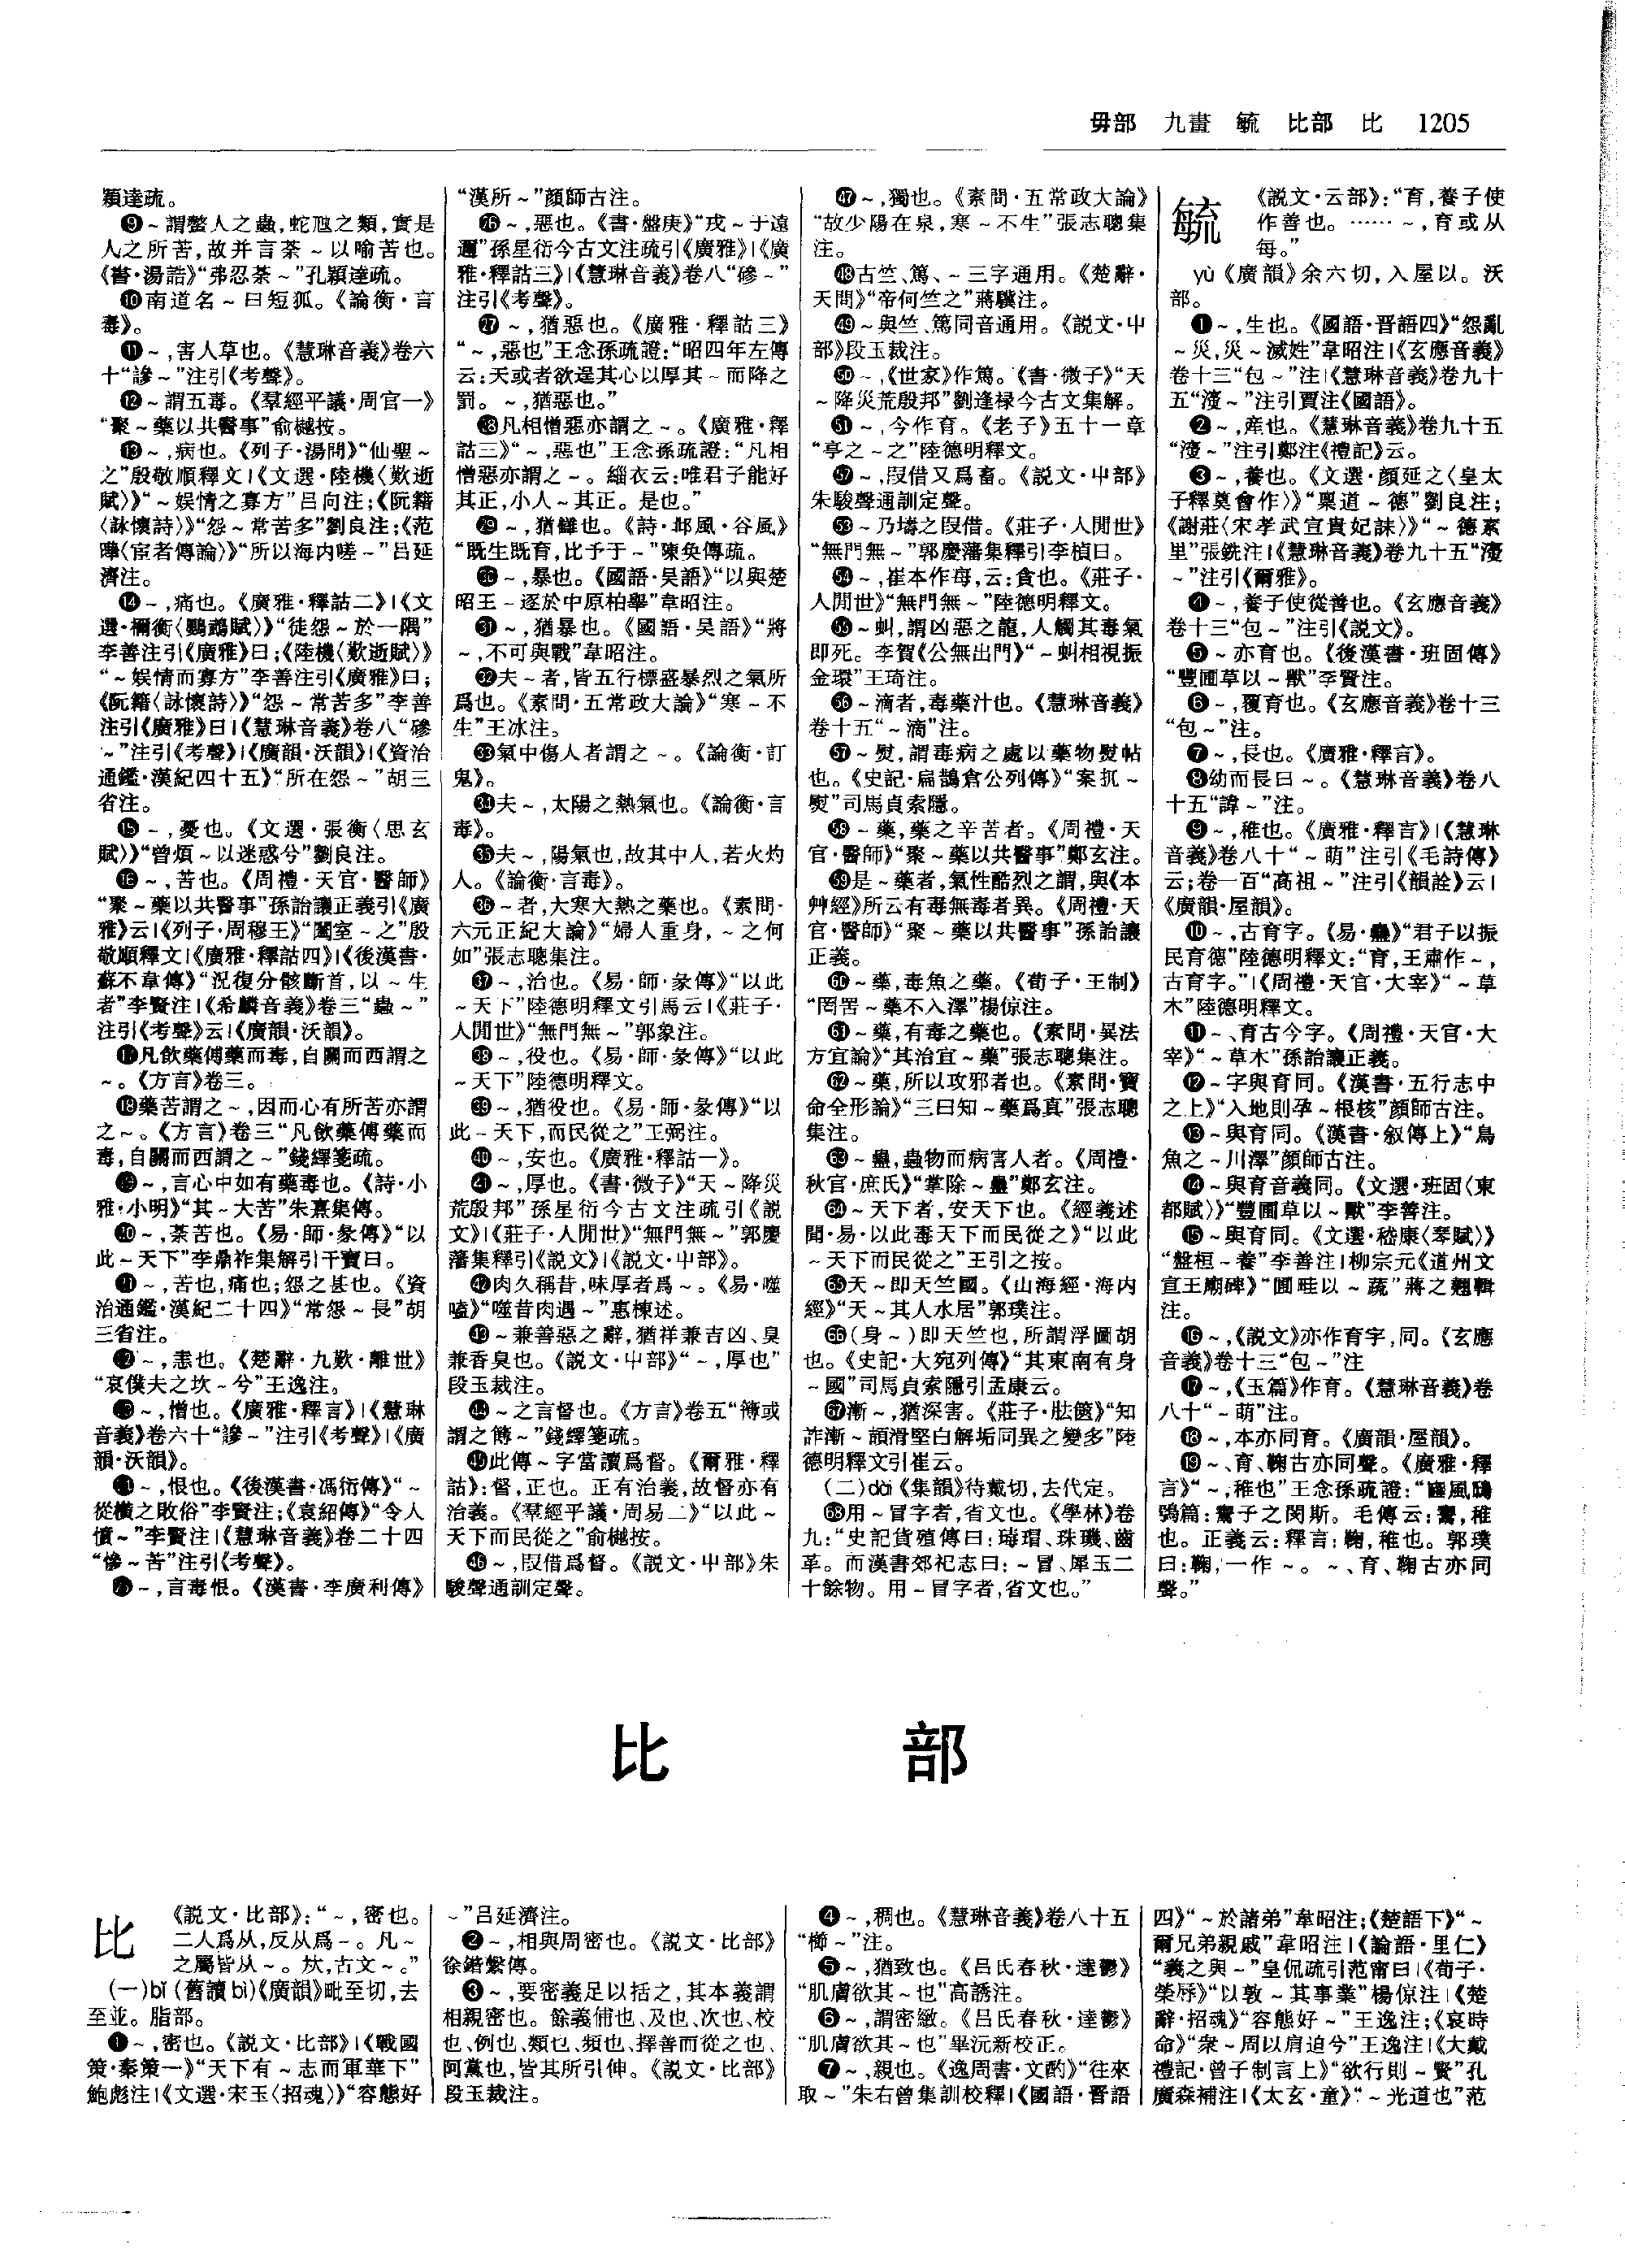 毋部 九畫 毓 比部 比 1205
穎達疏。
❾～謂螫人之蟲,蛇虺之類,實是
人之所苦,故并言荼～以喻苦也。
《書·湯誥》“弗忍荼～”孔穎達疏。
❿南道名～曰短狐。《論衡·言
毒》。
⓫～,害人草也。《慧琳音義》卷六
十“謲～”注引《考聲》。
⓬～謂五毒。《羣經平議·周官一》
“聚～藥以共醫事”俞樾按。
⓭～,病也。《列子·湯問》“仙聖～
之”殷敬順釋文|《文選·陸機〈歎逝
賦〉》“～娱情之寡方”吕向注;《阮籍
〈詠懷詩〉》“怨～常苦多”劉良注;《范
曄〈宦者傳論〉》“所以海内嗟～”吕延
濟注。
⓮～,痛也。《廣雅·釋詁二》|《文
選·禰衡〈鸚鵡賦〉》“徒怨～於一隅”
李善注引《廣雅》曰;《陸機〈歎逝賦〉》
“～娱情而寡方”李善注引《廣雅》曰;
《阮籍〈詠懷詩〉》“怨～常苦多”李善
注引《廣雅》曰|《慧琳音義》卷八“磣
～”注引《考聲》|《廣韻·沃韻》|《資治
通鑑·漢紀四十五》“所在怨～”胡三
省注。
⓯～,憂也。《文選·張衡〈思玄
賦〉》“曾煩～以迷惑兮”劉良注。
⓰～,苦也。《周禮·天官·醫師》
“聚～藥以共醫事”孫詒讓正義引《廣
雅》云|《列子·周穆王》“闇室～之”殷
敬順釋文|《廣雅·釋詁四》|《後漢書·
蘇不韋傳》“況復分骸斷首,以～生
者”李賢注|《希麟音義》卷三“蟲～”
注引《考聲》云|《廣韻·沃韻》。
⓱凡飲藥傅藥而毒,自關而西謂之
～。《方言》卷三。
⓲藥苦謂之～,因而心有所苦亦謂
之～。《方言》卷三“凡飲藥傅藥而
毒,自關而西謂之～”錢繹箋疏。
⓳～,言心中如有藥毒也。《詩·小
雅·小明》“其～大苦”朱熹集傳。
⓴～,荼苦也。《易·師·彖傳》“以
此～天下”李鼎祚集解引干寶曰。
㉑～,苦也,痛也;怨之甚也。《資
治通鑑·漢紀二十四》“常怨～長”胡
三省注。
㉒～,恚也。《楚辭·九歎·離世》
“哀僕夫之坎～兮”王逸注。
㉓～,憎也。《廣雅·釋言》|《慧琳
音義》卷六十“謲～”注引《考聲》|《廣
韻·沃韻》。
㉔～,恨也。《後漢書·馮衍傳》“～
從橫之敗俗”李賢注;《袁紹傳》“令人
憤～”李賢注|《慧琳音義》卷二十四
“慘～苦”注引《考聲》。
㉕～,言毒恨。《漢書·李廣利傳》
“漢所～”顏師古注。
㉖～,惡也。《書·盤庚》“戎～于遠
邇”孫星衍今古文注疏引《廣雅》|《廣
雅·釋詁三》|《慧琳音義》卷八“磣～”
注引《考聲》。
㉗～,猶惡也。《廣雅·釋詁三》
“～,惡也”王念孫疏證:“昭四年左傳
云:天或者欲逞其心以厚其～而降之
罰。～,猶惡也。”
㉘凡相憎惡亦謂之～。《廣雅·釋
詁三》“～,惡也”王念孫疏證:“凡相
憎惡亦謂之～。緇衣云:唯君子能好
其正,小人～其正。是也。”
㉙～,猶讎也。《詩·邶風·谷風》
“既生既育,比予于～”陳奂傳疏。
㉚～,暴也。《國語·吴語》“以與楚
昭王～逐於中原柏舉”韋昭注。
㉛～,猶暴也。《國語·吴語》“將
～,不可與戰”韋昭注。
㉜夫～者,皆五行標盛暴烈之氣所
爲也。《素問·五常政大論》“寒～不
生”王冰注。
㉝氣中傷人者謂之～。《論衡·訂
鬼》。
㉞夫～,太陽之熱氣也。《論衡·言
毒》。
㉟夫～,陽氣也,故其中人,若火灼
人。《論衡·言毒》。
㊱～者,大寒大熱之藥也。《素問·
六元正紀大論》“婦人重身,～之何
如”張志聰集注。
㊲～,治也。《易·師·彖傳》“以此
～天下”陸德明釋文引馬云|《莊子·
人閒世》“無門無～”郭象注。
㊳～,役也。《易·師·彖傳》“以此
～天下”陸德明釋文。
㊴～,猶役也。《易·師·彖傳》“以
此～天下,而民從之”王弼注。
㊵～,安也。《廣雅·釋詁一》。
㊶～,厚也。《書·微子》“天～降災
荒殷邦”孫星衍今古文注疏引《説
文》|《莊子·人閒世》“無門無～”郭慶
藩集釋引《説文》|《説文·屮部》。
㊷肉久稱昔,味厚者爲～。《易·噬
嗑》“噬昔肉遇～”惠棟述。
㊸～兼善惡之辭,猶祥兼吉凶、臭
兼香臭也。《説文·屮部》“～,厚也”
段玉裁注。
㊹～之言督也。《方言》卷五“簙或
謂之簙～”錢繹箋疏。
㊺此傳～字當讀爲督。《爾雅·釋
詁》:督,正也。正有治義,故督亦有
治義。《羣經平議·周易二》“以此～
天下而民從之”俞樾按。
㊻～,叚借爲督。《説文·屮部》朱
駿聲通訓定聲。
㊼～,獨也。《素問·五常政大論》
“故少陽在泉,寒～不生”張志聰集
注。
㊽古竺、篤、～三字通用。《楚辭·
天問》“帝何竺之”蔣驥注。
㊾～與竺、篤同音通用。《説文·屮
部》段玉裁注。
㊿～,《世家》作篤。《書·微子》“天
～降災荒殷邦”劉逢禄今古文集解。
51～,今作育。《老子》五十一章
“亭之～之”陸德明釋文。
52～,叚借又爲畜。《説文·屮部》
朱駿聲通訓定聲。
53～乃壔之叚借。《莊子·人閒世》
“無門無～”郭慶藩集釋引李楨曰。
54～,崔本作毋,云:貪也。《莊子·
人閒世》“無門無～”陸德明釋文。
55～虯,謂凶惡之龍,人觸其毒氣
即死。李賀《公無出門》“～虯相視振
金環”王琦注。
56～滴者,毒藥汁也。《慧琳音義》
卷十五“～滴”注。
57～熨,謂毒病之處以藥物熨帖
也。《史記·扁鵲倉公列傳》“案扤～
熨”司馬貞索隱。
58～藥,藥之辛苦者。《周禮·天
官·醫師》“聚～藥以共醫事”鄭玄注。
59是～藥者,氣性酷烈之謂,與《本
艸經》所云有毒無毒者異。《周禮·天
官·醫師》“聚～藥以共醫事”孫詒讓
正義。
60～藥,毒魚之藥。《荀子·王制》
“罔罟～藥不入澤”楊倞注。
61～藥,有毒之藥也。《素問·異法
方宜論》“其治宜～藥”張志聰集注。
62～藥,所以攻邪者也。《素問·寶
命全形論》“三曰知～藥爲真”張志聰
集注。
63～蠱,蟲物而病害人者。《周禮·
秋官·庶氏》“掌除～蠱”鄭玄注。
64～天下者,安天下也。《經義述
聞·易·以此毒天下而民從之》“以此
～天下而民從之”王引之按。
65天～即天竺國。《山海經·海内
經》“天～其人水居”郭璞注。
66(身～)即天竺也,所謂浮圖胡
也。《史記·大宛列傳》“其東南有身
～國”司馬貞索隱引孟康云。
67漸～,猶深害。《莊子·胠篋》“知
詐漸～頡滑堅白解垢同異之變多”陸
德明釋文引崔云。
(二)dài《集韻》待戴切,去代定。
68用～冒字者,省文也。《學林》卷
九:“史記貨殖傳曰:瑇瑁、珠璣、齒
革。而漢書郊祀志曰:～冒、犀玉二
十餘物。用～冒字者,省文也。”
毓
《説文·𠫓部》:“育,養子使
作善也。……～,育或从
每。”
yù《廣韻》余六切,入屋以。沃
部。
❶～,生也。《國語·晋語四》“怨亂
～災,災～滅姓”韋昭注|《玄應音義》
卷十三“包～”注|《慧琳音義》卷九十
五“濅～”注引賈注《國語》。
❷～,産也。《慧琳音義》卷九十五
“濅～”注引鄭注《禮記》云。
❸～,養也。《文選·顔延之〈皇太
子釋奠會作〉》“稟道～德”劉良注;
《謝莊〈宋孝武宣貴妃誄〉》“～德素
里”張銑注|《慧琳音義》卷九十五“濅
～”注引《爾雅》。
❹～,養子使從善也。《玄應音義》
卷十三“包～”注引《説文》。
❺～亦育也。《後漢書·班固傳》
“豐圃草以～獸”李賢注。
❻～,覆育也。《玄應音義》卷十三
“包～”注。
❼～,長也。《廣雅·釋言》。
❽幼而長曰～。《慧琳音義》卷八
十五“諱～”注。
❾～,稚也。《廣雅·釋言》|《慧琳
音義》卷八十“～萌”注引《毛詩傳》
云;卷一百“高祖～”注引《韻詮》云|
《廣韻·屋韻》。
❿～,古育字。《易·蠱》“君子以振
民育德”陸德明釋文:“育,王肅作～,
古育字。”|《周禮·天官·大宰》“～草
木”陸德明釋文。
⓫～、育古今字。《周禮·天官·大
宰》“～草木”孫詒讓正義。
⓬～字與育同。《漢書·五行志中
之上》“入地則孕～根核”顔師古注。
⓭～與育同。《漢書·叙傳上》“鳥
魚之～川澤”顔師古注。
⓮～與育音義同。《文選·班固〈東
都賦〉》“豐圃草以～獸”李善注。
⓯～與育同。《文選·嵇康〈琴賦〉》
“盤桓～養”李善注|柳宗元《道州文
宣王廟碑》“圃畦以～蔬”蔣之翹輯
注。
⓰～,《説文》亦作育字,同。《玄應
音義》卷十三“包～”注
⓱～,《玉篇》作育。《慧琳音義》卷
八十“～萌”注。
⓲～,本亦同育。《廣韻·屋韻》。
⓳～、育、鞠古亦同聲。《廣雅·釋
言》“～,稚也”王念孫疏證:“豳風鴟
鴞篇:鬻子之閔斯。毛傳云:鬻,稚
也。正義云:釋言:鞠,稚也。郭璞
曰:鞠,一作～。～、育、鞠古亦同
聲。”
比 部
比
《説文·比部》:“～,密也。
二人爲从,反从爲～。凡～
之屬皆从～。夶,古文～。”
(一)bǐ(舊讀bì)《廣韻》毗至切,去
至並。脂部。
❶～,密也。《説文·比部》|《戰國
策·秦策一》“天下有～志而軍華下”
鮑彪注|《文選·宋玉〈招魂〉》“容態好
～”吕延濟注。
❷～,相與周密也。《説文·比部》
徐鍇繫傳。
❸～,要密義足以括之,其本義謂
相親密也。餘義俌也、及也、次也、校
也、例也、類也、頻也、擇善而從之也、
阿黨也,皆其所引伸。《説文·比部》
段玉裁注。
❹～,稠也。《慧琳音義》卷八十五
“櫛～”注。
❺～,猶致也。《吕氏春秋·達鬱》
“肌膚欲其～也”高誘注。
❻～,謂密緻。《吕氏春秋·達鬱》
“肌膚欲其～也”畢沅新校正。
❼～,親也。《逸周書·文酌》“往來
取～”朱右曾集訓校釋|《國語·晋語
四》“～於諸弟”韋昭注;《楚語下》“～
爾兄弟親戚”韋昭注|《論語·里仁》
“義之與～”皇侃疏引范甯曰|《荀子·
榮辱》“以敦～其事業”楊倞注|《楚
辭·招魂》“容態好～”王逸注;《哀時
命》“衆～周以肩迫兮”王逸注|《大戴
禮記·曾子制言上》“欲行則～賢”孔
廣森補注|《太玄·童》“～光道也”范